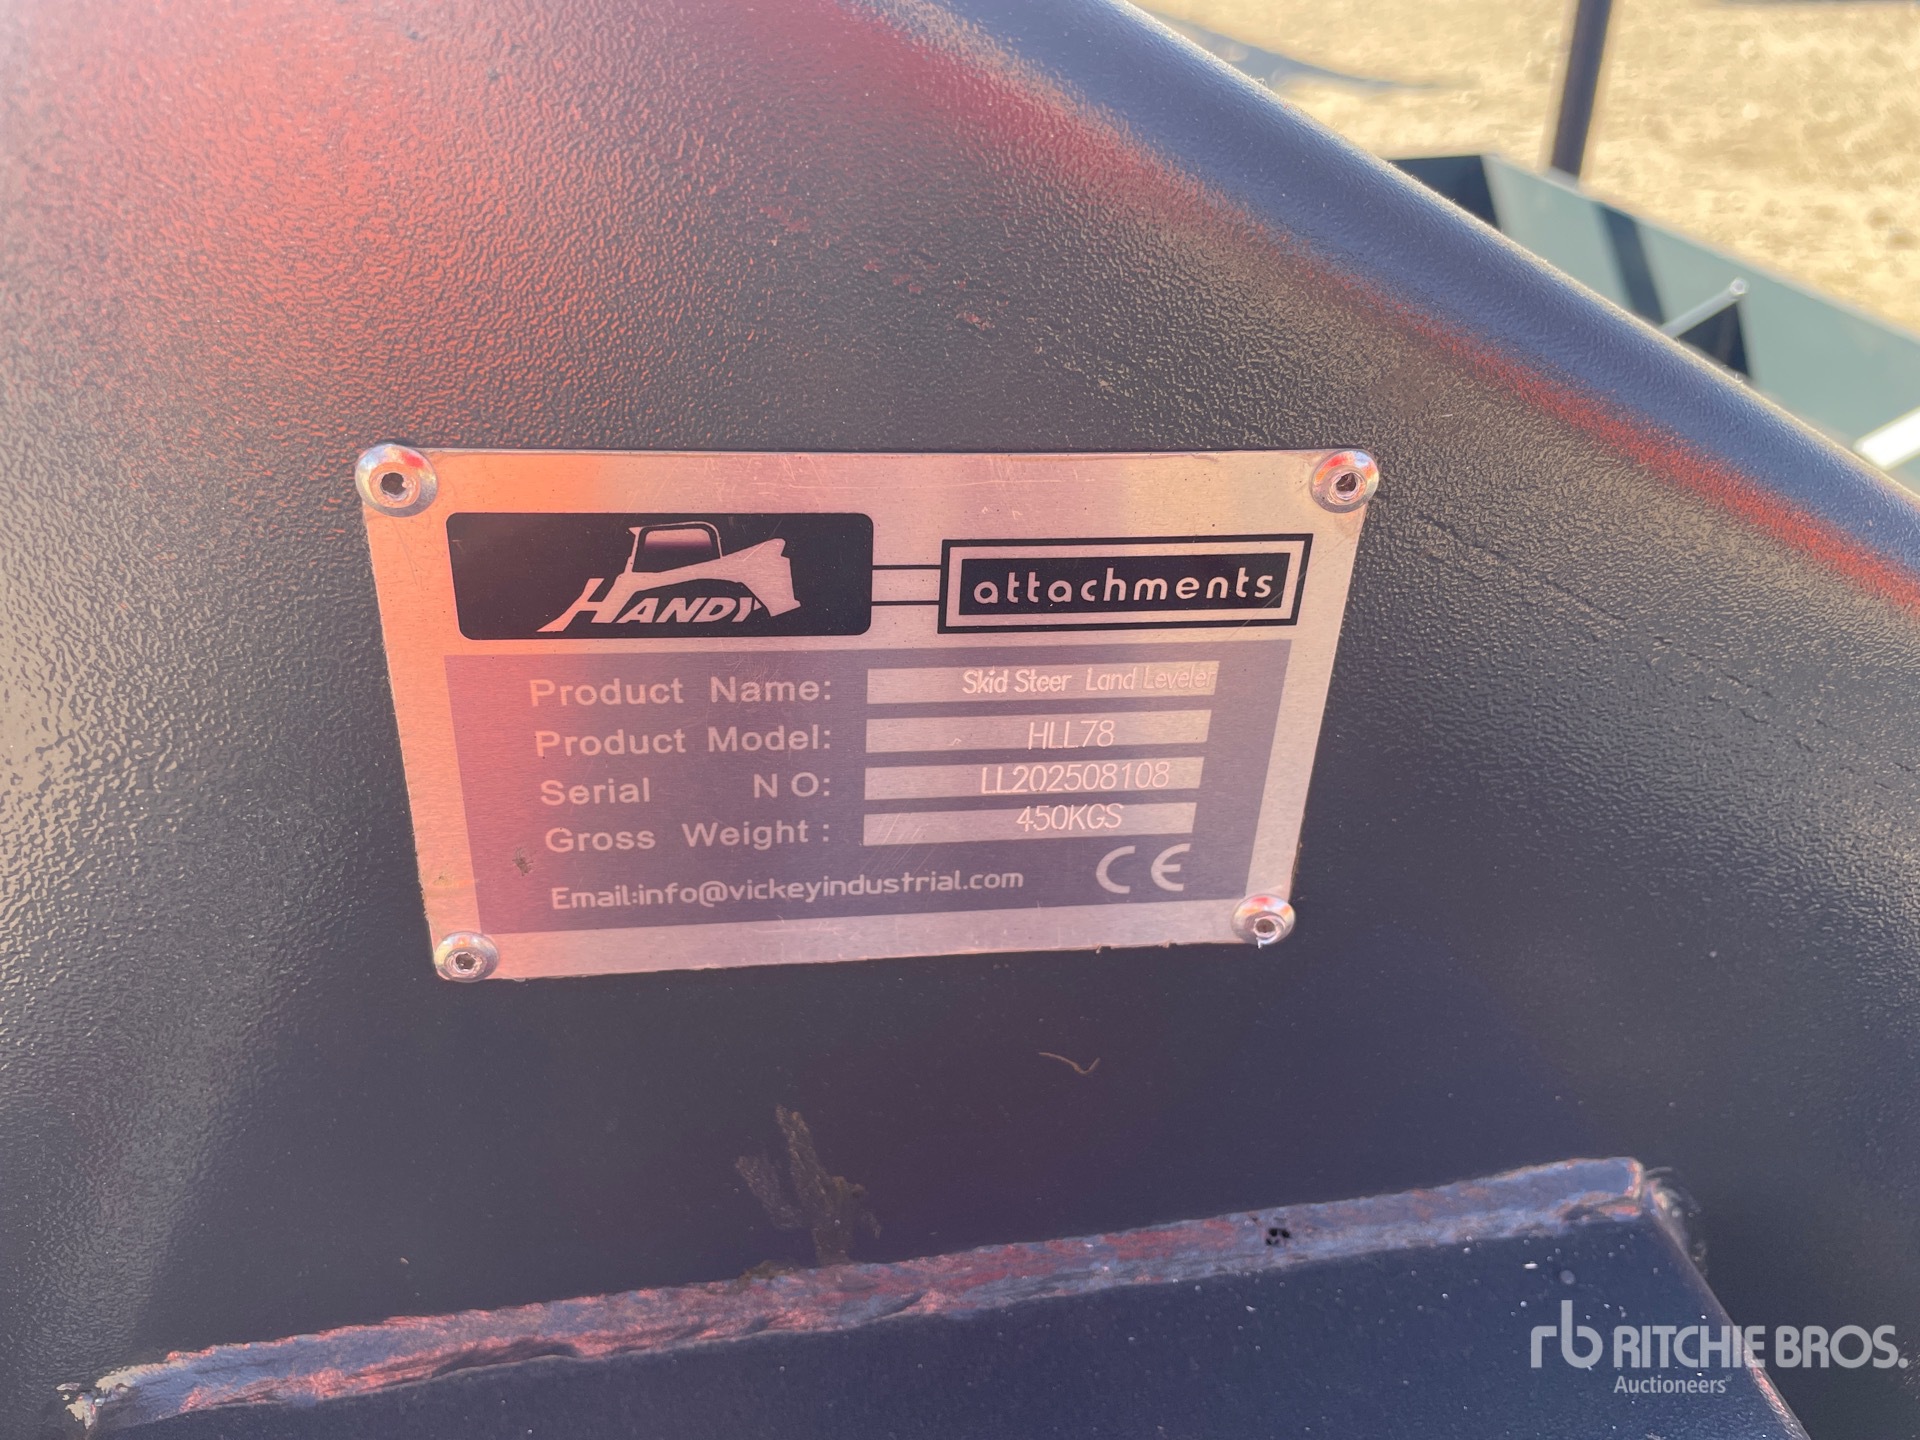 HANDY attachments
Product Name: Skid Steer Land Leveler
Product Model: HLL78
Serial NO: LL202508108
Gross Weight: 450KGS
Email:info@vickeyindustrial.com CE
rb RITCHIE BROS.
Auctioneers